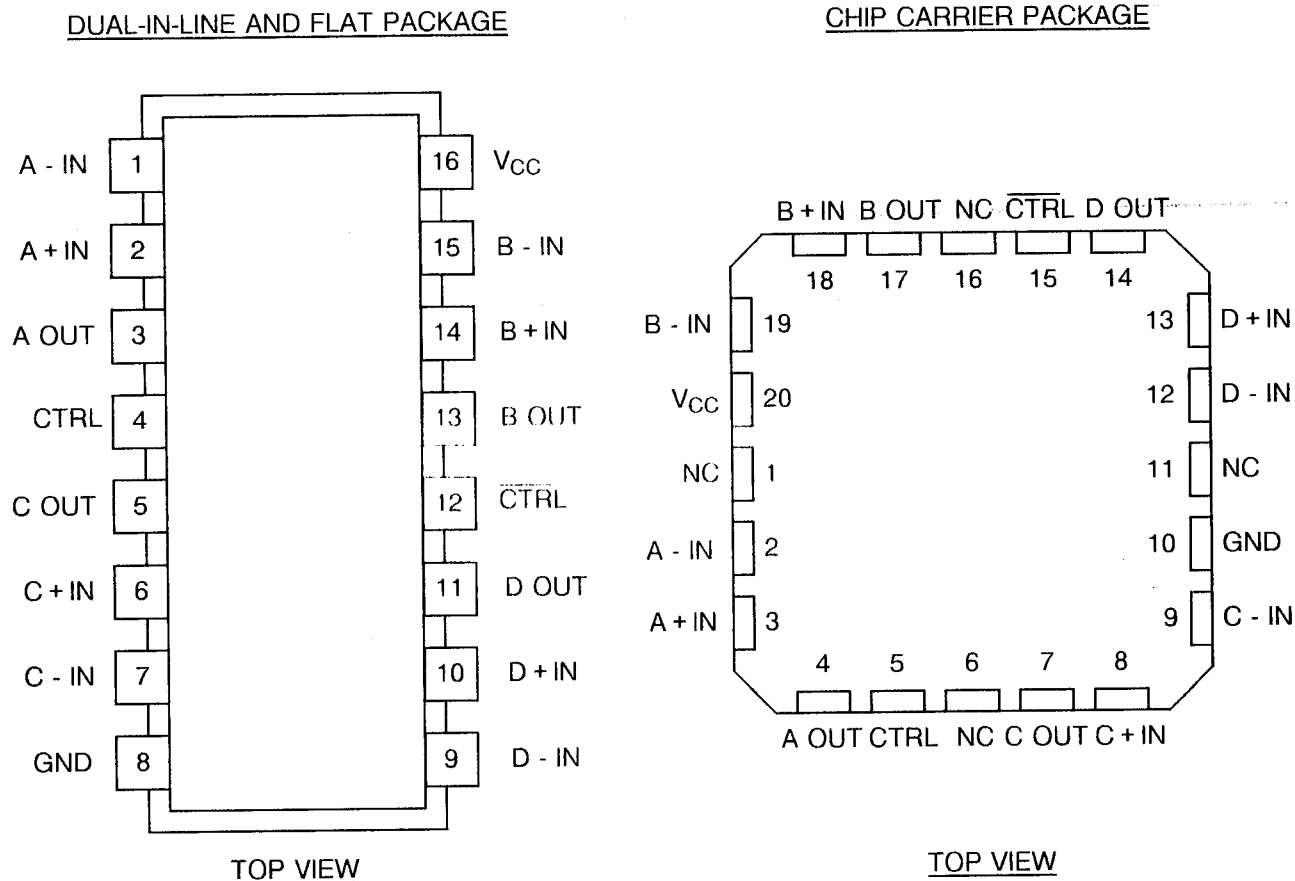 DUAL-IN-LINE AND FLAT PACKAGE
A - IN 1 16 VCC
A + IN 2 15 B - IN
A OUT 3 14 B + IN
CTRL 4 13 B OUT
C OUT 5 12 C̅T̅R̅L̅
C + IN 6 11 D OUT
C - IN 7 10 D + IN
GND 8 9 D - IN
TOP VIEW
CHIP CARRIER PACKAGE
B + IN B OUT NC C̅T̅R̅L̅ D OUT
18 17 16 15 14
B - IN 19 13 D + IN
VCC 20 12 D - IN
NC 1 11 NC
A - IN 2 10 GND
A + IN 3 9 C - IN
4 5 6 7 8
A OUT CTRL NC C OUT C + IN
TOP VIEW